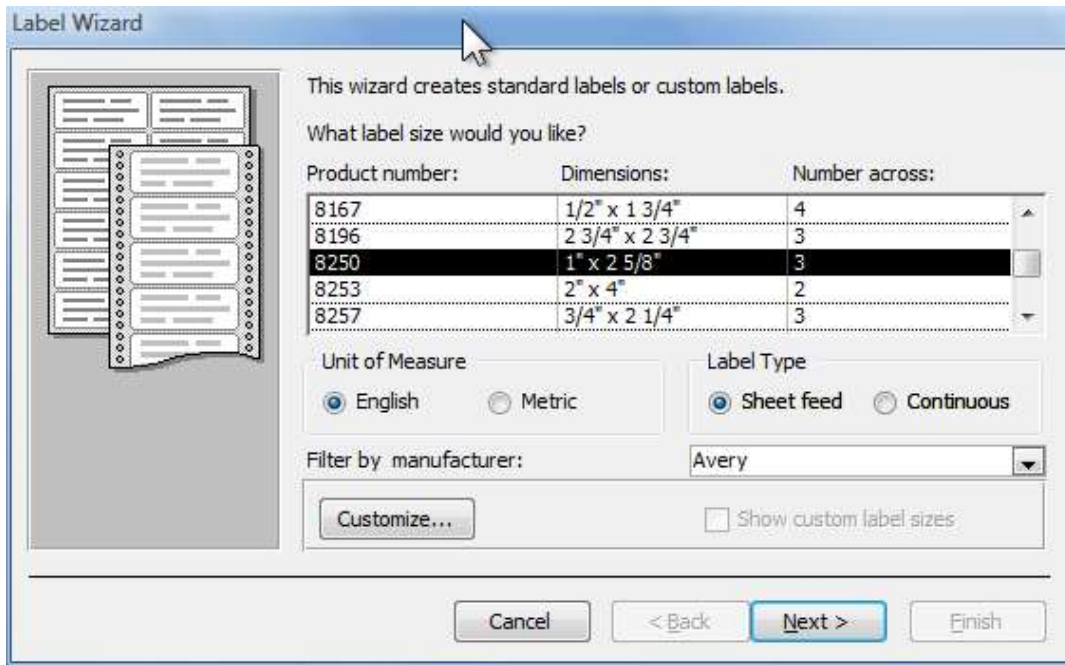 Label Wizard
This wizard creates standard labels or custom labels.
What label size would you like?
Product number: Dimensions: Number across:
8167 1/2" x 1 3/4" 4
8196 2 3/4" x 2 3/4" 3
8250 1" x 2 5/8" 3
8253 2" x 4" 2
8257 3/4" x 2 1/4" 3
Unit of Measure Label Type
English Metric Sheet feed Continuous
Filter by manufacturer: Avery
Customize... Show custom label sizes
Cancel < Back Next > Finish